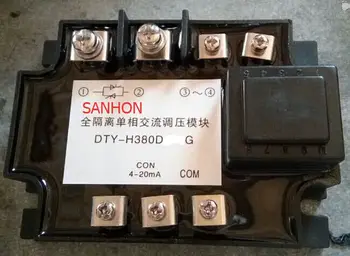 ① ② ③~④
SANHON
全隔离单相交流调压模块
DTY-H380D G
CON
4-20mA COM